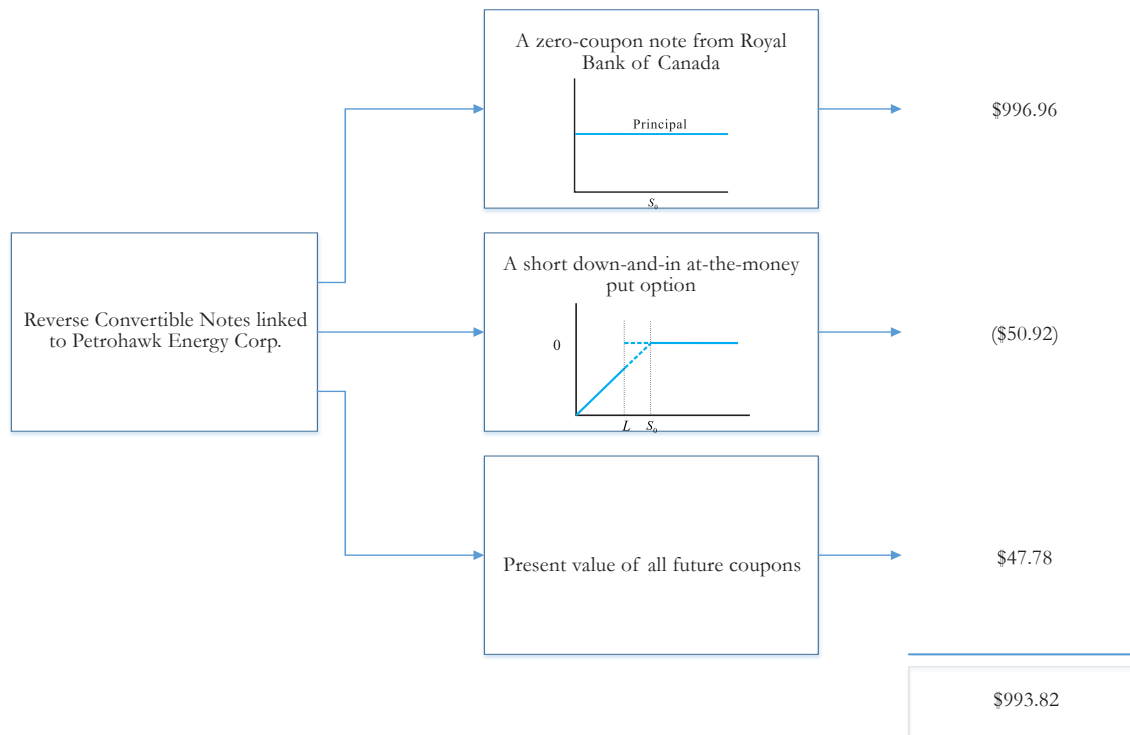 A zero-coupon note from Royal
Bank of Canada
Principal
S₀
$996.96
Reverse Convertible Notes linked
to Petrohawk Energy Corp.
A short down-and-in at-the-money
put option
0
L S₀
($50.92)
Present value of all future coupons
$47.78
$993.82